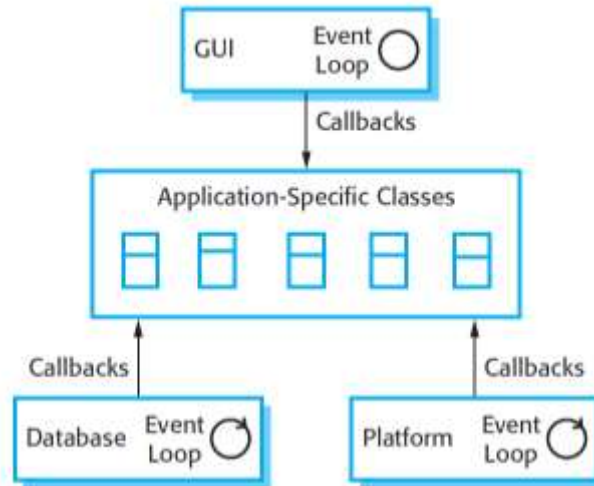 GUI
Event
Loop
Callbacks
Application-Specific Classes
Callbacks
Callbacks
Database
Event
Loop
Platform
Event
Loop